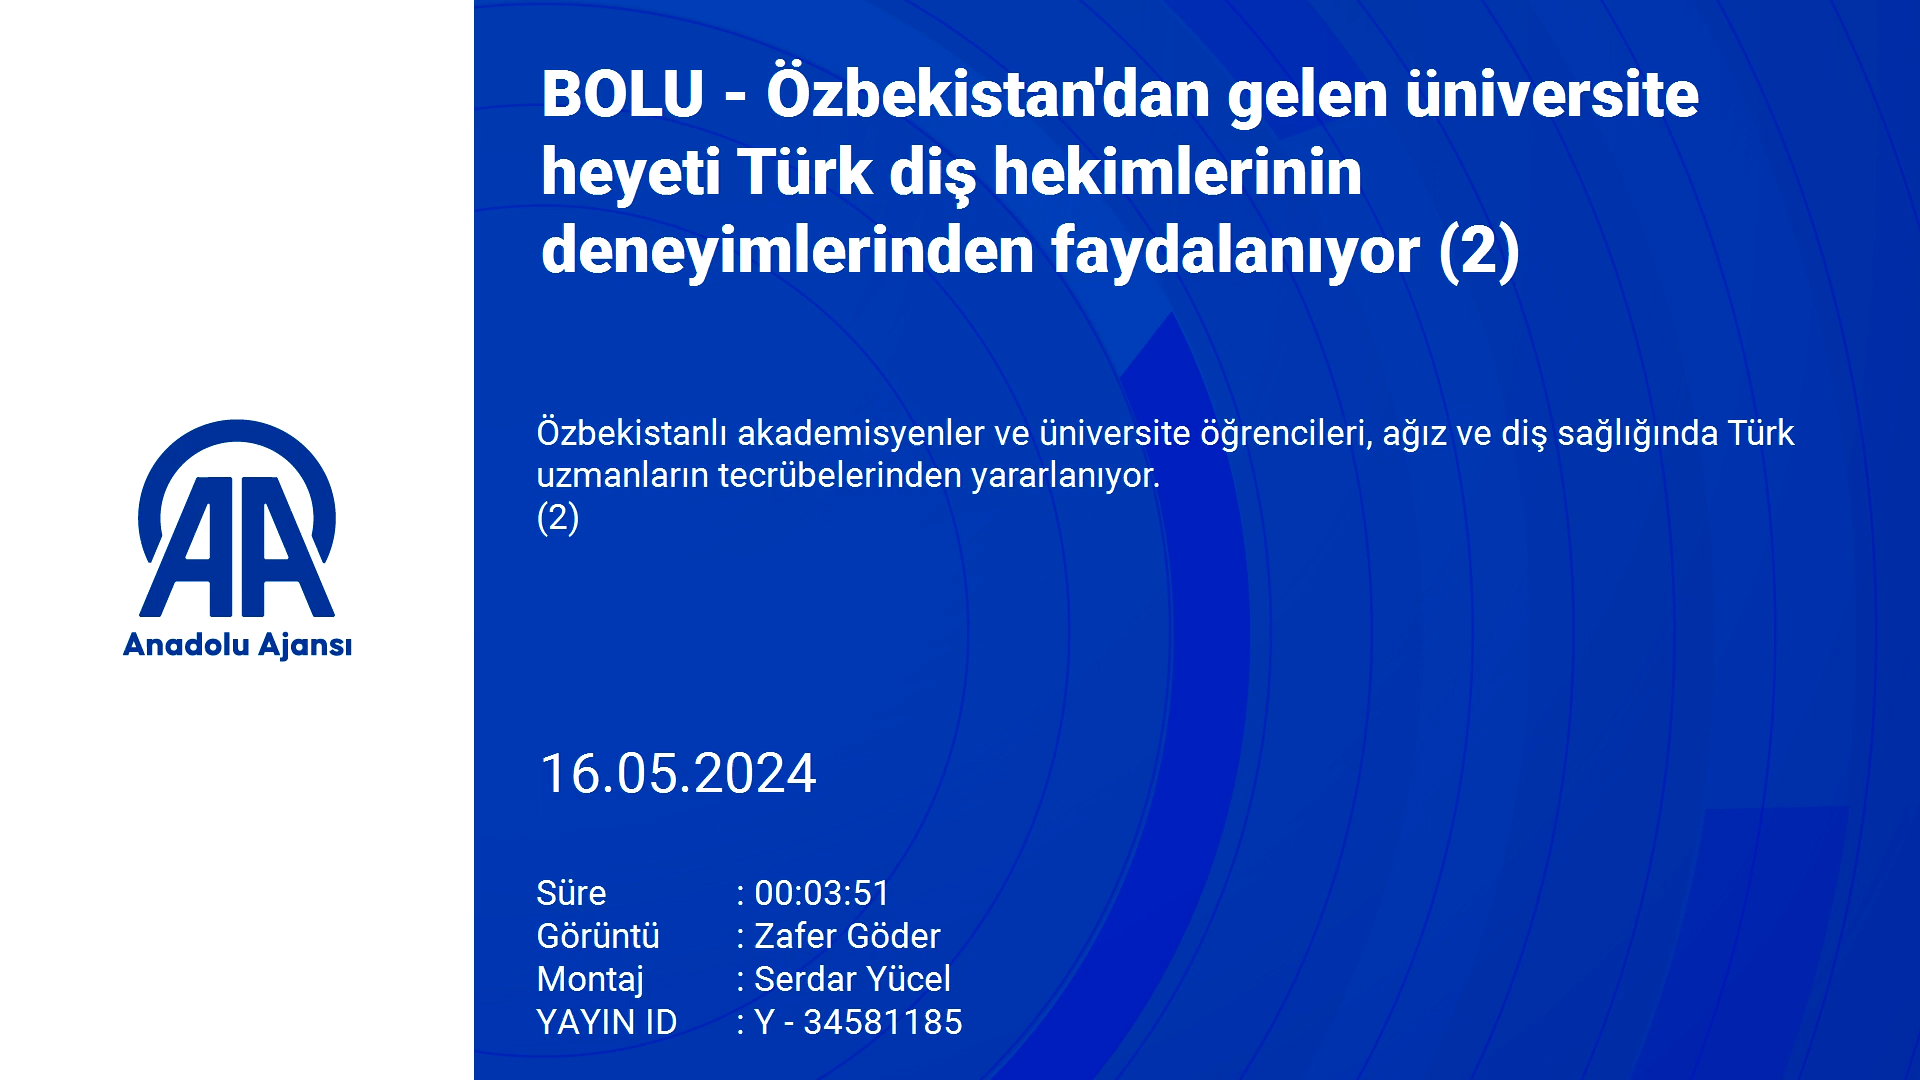 BOLU - Özbekistan'dan gelen üniversite
heyeti Türk diş hekimlerinin
deneyimlerinden faydalanıyor (2)
Özbekistanlı akademisyenler ve üniversite öğrencileri, ağız ve diş sağlığında Türk
uzmanların tecrübelerinden yararlanıyor.
(2)
AA
Anadolu Ajansı
16.05.2024
Süre : 00:03:51
Görüntü : Zafer Göder
Montaj : Serdar Yücel
YAYIN ID : Y - 34581185